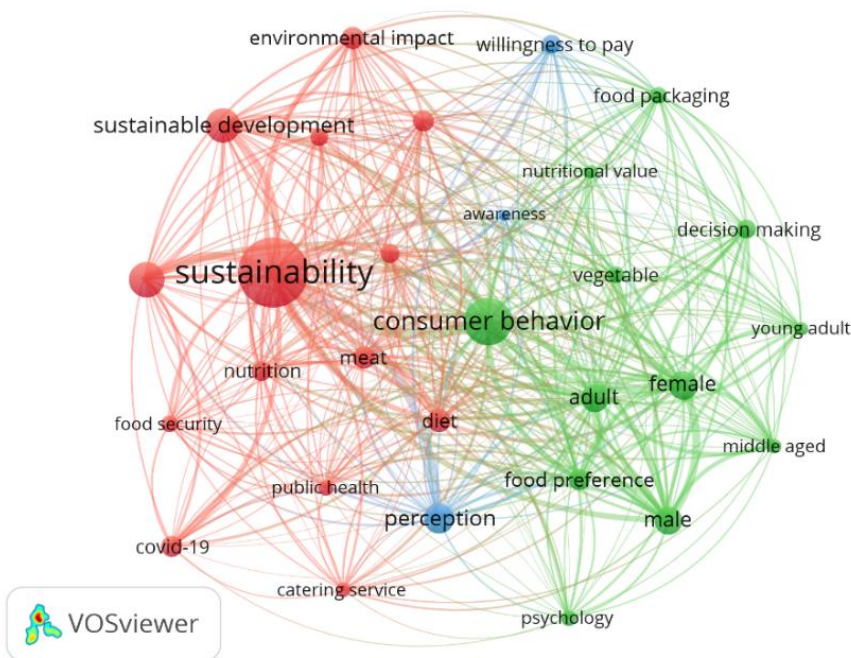 environmental impact
willingness to pay
food packaging
sustainable development
nutritional value
awareness
decision making
sustainability
vegetable
consumer behavior
young adult
meat
nutrition
female
adult
food security
diet
middle aged
food preference
public health
perception
male
covid-19
catering service
psychology
VOSviewer